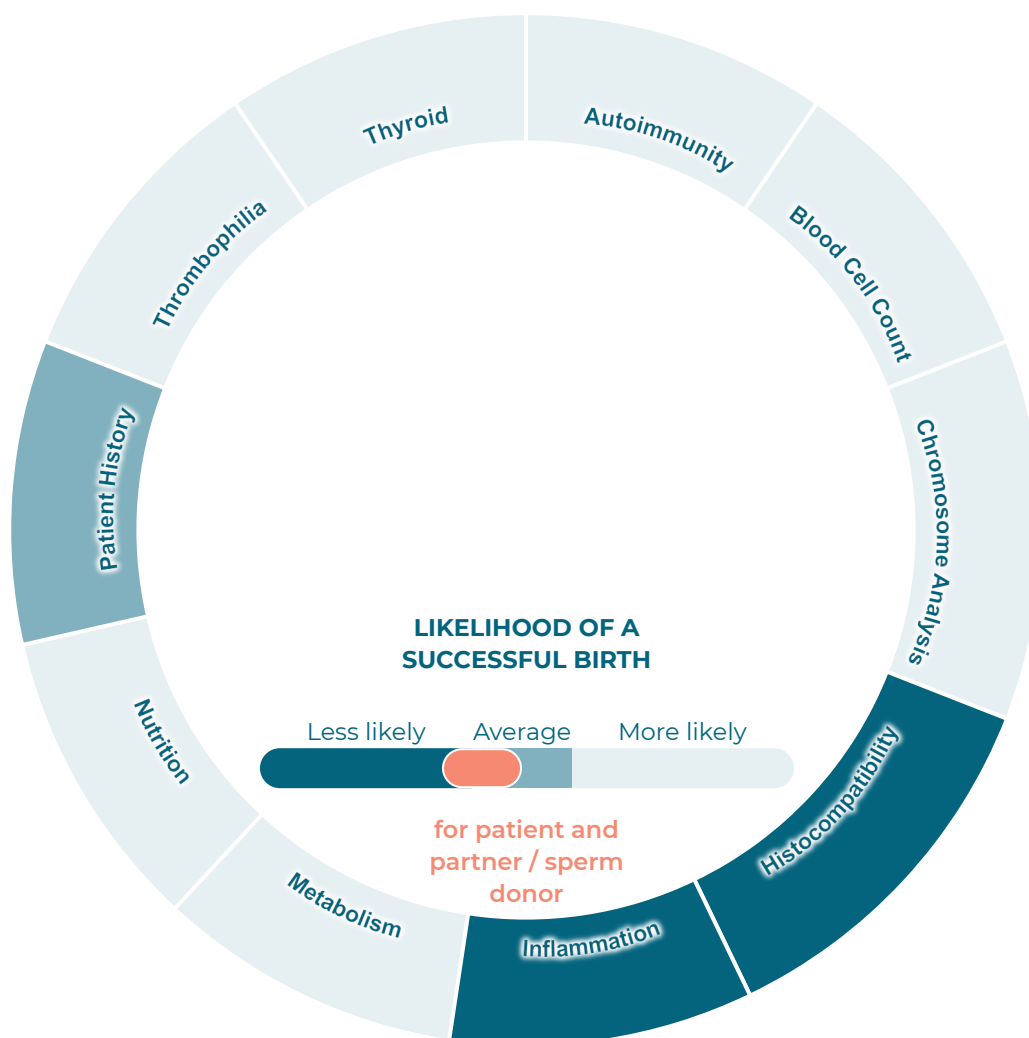 Thyroid
Autoimmunity
Thrombophilia
Blood Cell Count
Patient History
Chromosome Analysis
LIKELIHOOD OF A
SUCCESSFUL BIRTH
Nutrition
Less likely Average More likely
Histocompatibility
for patient and
partner / sperm
donor
Metabolism
Inflammation